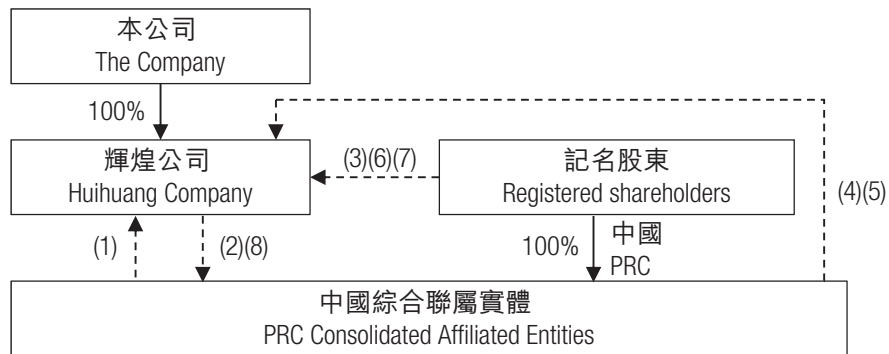 本公司
The Company
100%
輝煌公司
Huihuang Company
(3)(6)(7)
記名股東
Registered shareholders
(4)(5)
(1)
(2)(8)
100%
中國
PRC
中國綜合聯屬實體
PRC Consolidated Affiliated Entities